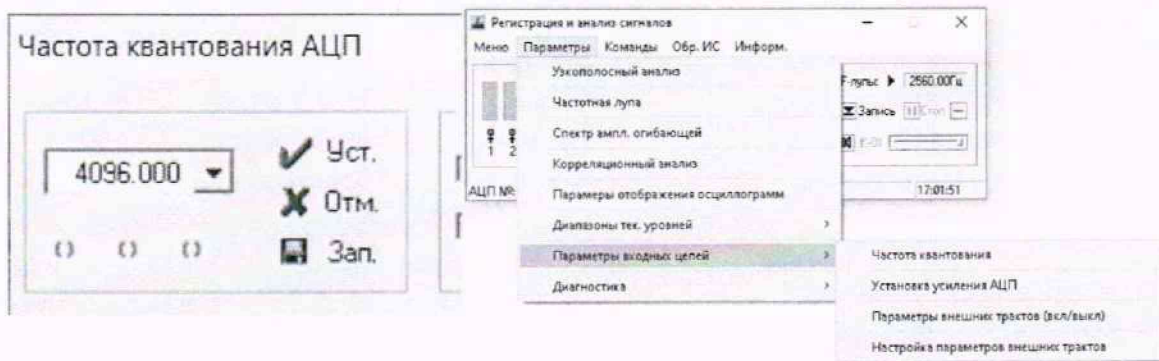 Частота квантования АЦП
4096.000
Уст.
Отм.
Зап.
Регистрация и анализ сигналов
Меню Параметры Команды Обр. ИС Информ.
Узкополосный анализ
Частотная лупа
Спектр ампл. огибающей
Корреляционный анализ
Парамеры отображения осциллограмм
Диапазоны тек. уровней
Параметры входных цепей
Диагностика
1 2
АЦП №:
F-пульс 2560.00Гц
Запись Стоп
17:01:51
Частота квантования
Установка усиления АЦП
Параметры внешних трактов (вкл/выкл)
Настройка параметров внешних трактов